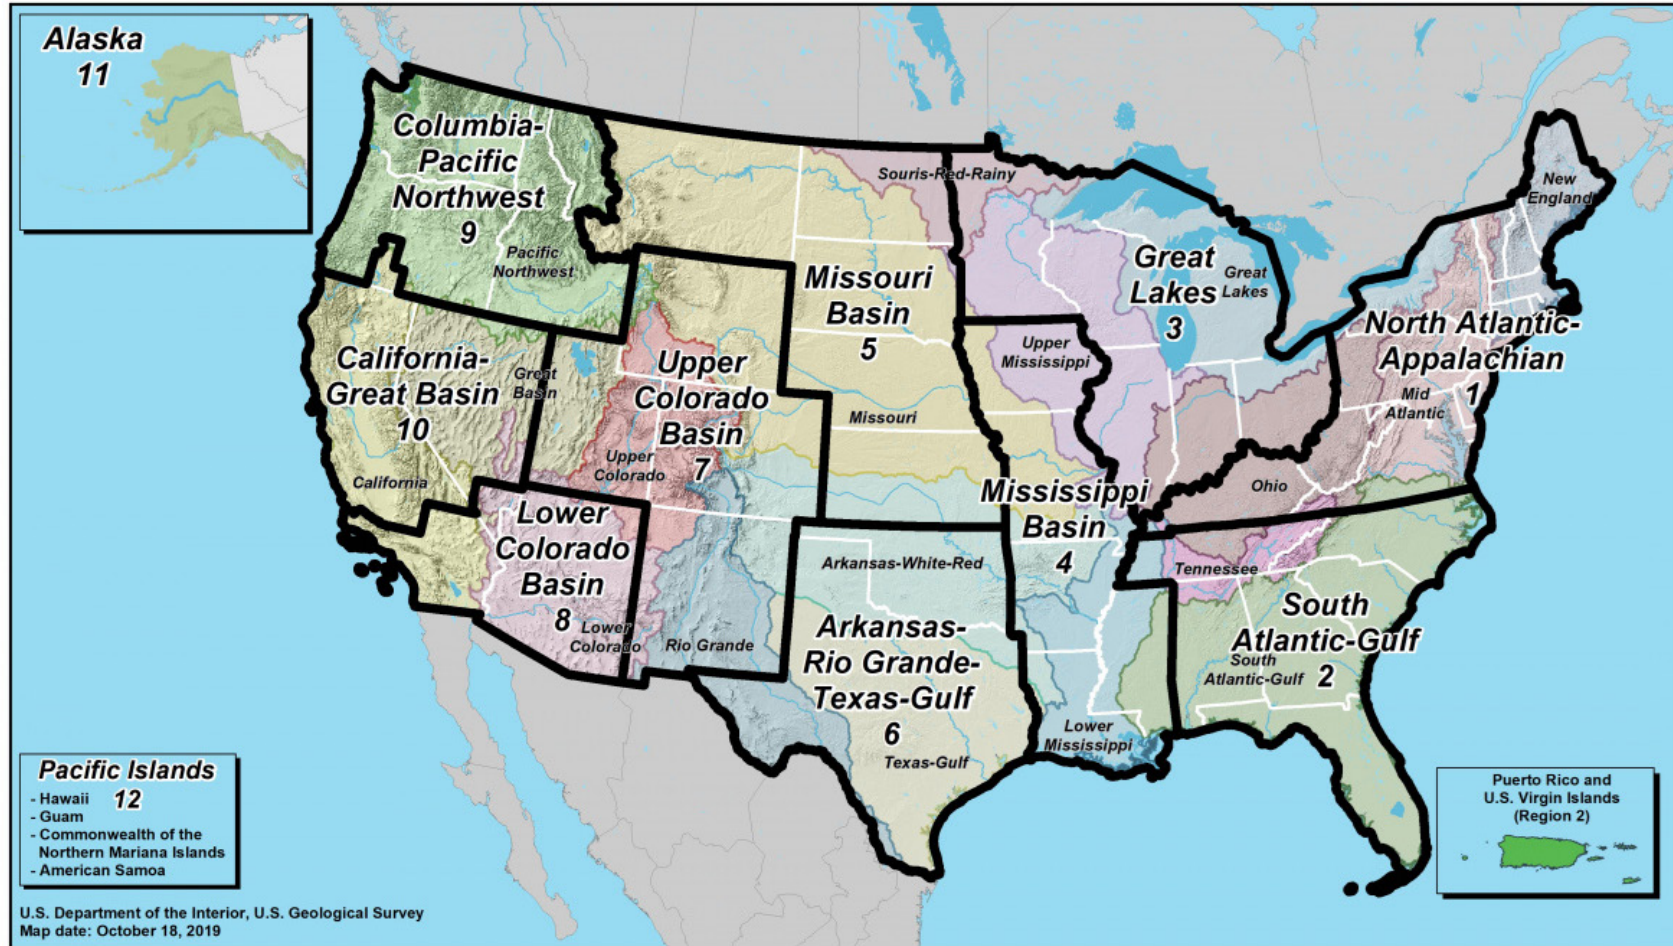 Alaska
11
Columbia-
Pacific
Northwest
9
Pacific
Northwest
Souris-Red-Rainy
New
England
Missouri
Basin
5
Great
Lakes
3
Great
Lakes
North Atlantic-
Appalachian
1
Mid
Atlantic
California-
Great Basin
10
Great
Basin
California
Upper
Colorado
Basin
7
Upper
Colorado
Missouri
Upper
Mississippi
Mississippi
Basin
4
Ohio
Lower
Colorado
Basin
8
Lower
Colorado
Rio Grande
Arkansas-White-Red
Arkansas-
Rio Grande-
Texas-Gulf
6
Texas-Gulf
Tennessee
South
Atlantic-Gulf
2
South
Atlantic-Gulf
Lower
Mississippi
Pacific Islands
12
- Hawaii
- Guam
- Commonwealth of the
Northern Mariana Islands
- American Samoa
Puerto Rico and
U.S. Virgin Islands
(Region 2)
U.S. Department of the Interior, U.S. Geological Survey
Map date: October 18, 2019